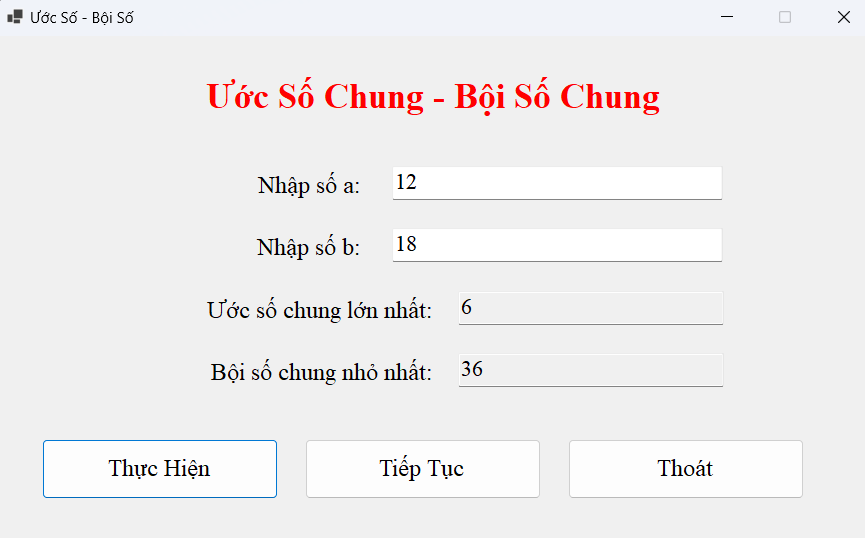 Ước Số - Bội Số
Ước Số Chung - Bội Số Chung
Nhập số a: 12
Nhập số b: 18
Ước số chung lớn nhất: 6
Bội số chung nhỏ nhất: 36
Thực Hiện Tiếp Tục Thoát